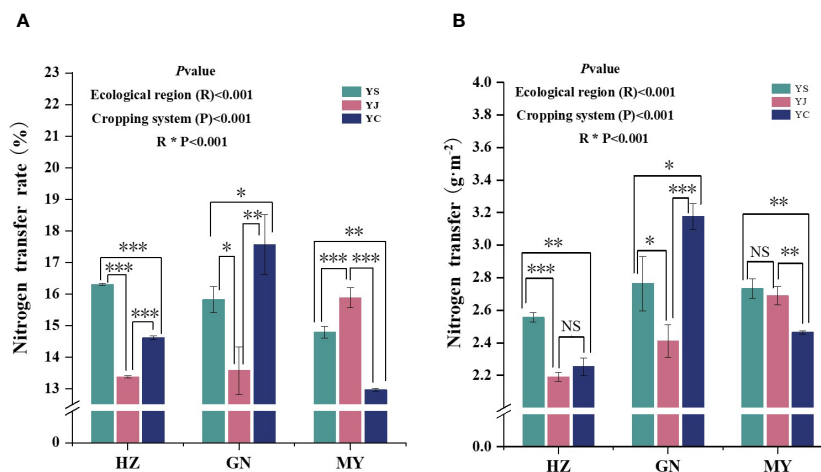 A
Pvalue
Ecological region (R)<0.001
Cropping system (P)<0.001
R * P<0.001
YS
YJ
YC
Nitrogen transfer rate (%)
23
22
21
20
19
18
17
16
15
14
13
0
***
***
***
*
*
**
**
***
***
HZ
GN
MY
B
Pvalue
Ecological region (R)<0.001
Cropping system (P)<0.001
R * P<0.001
YS
YJ
YC
Nitrogen transfer (g·m-2)
4.0
3.8
3.6
3.4
3.2
3.0
2.8
2.6
2.4
2.2
0.0
**
***
NS
*
*
***
**
NS
**
HZ
GN
MY